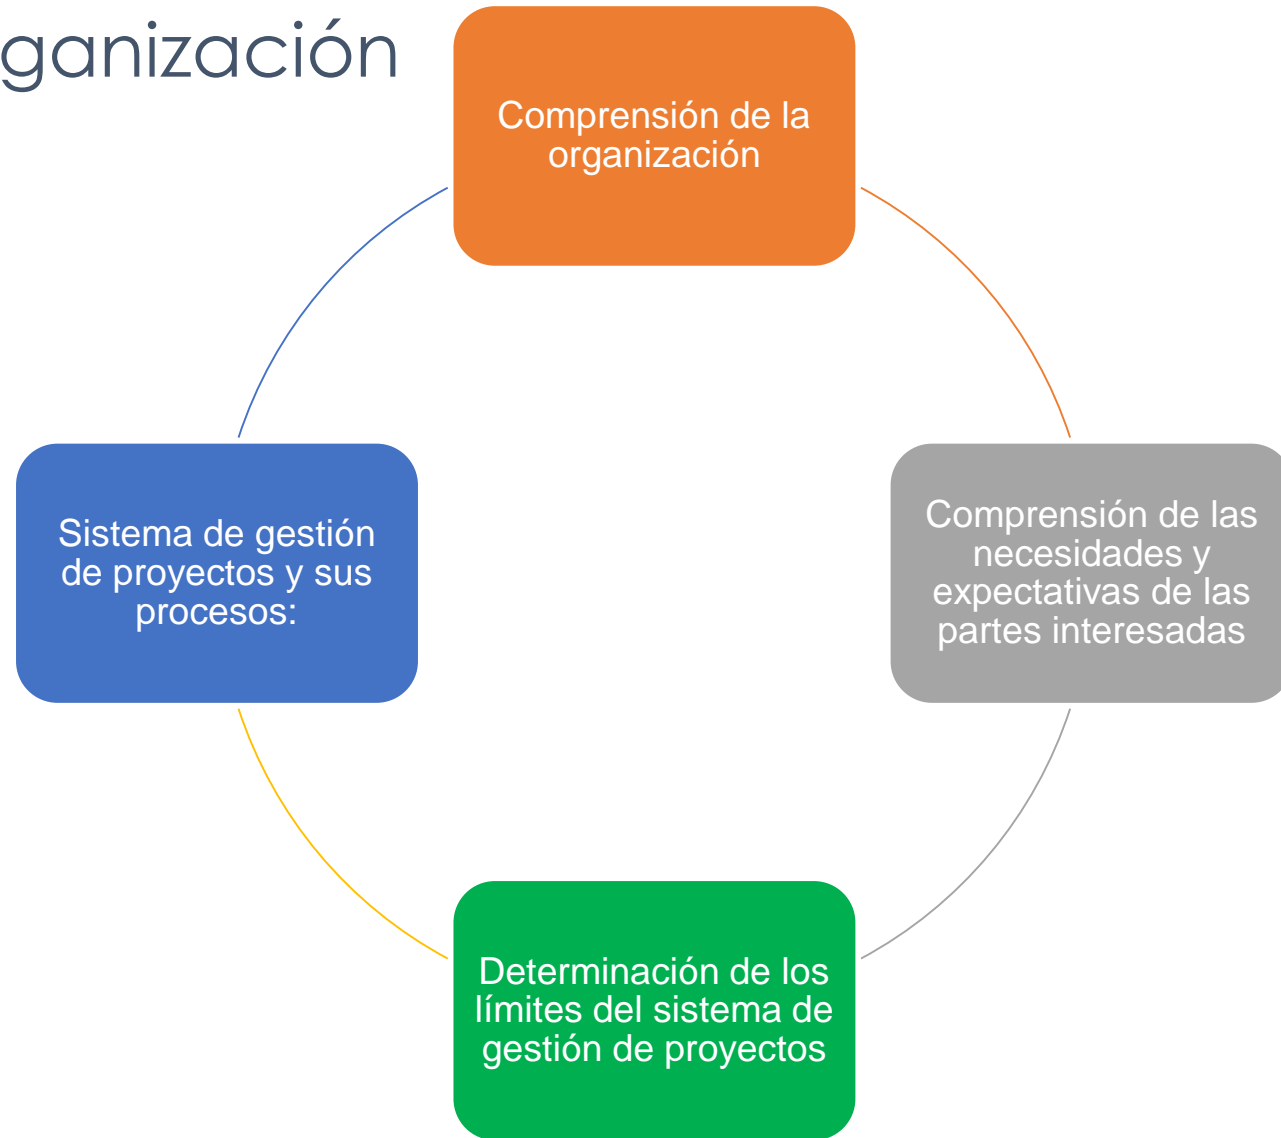 ganización
Comprensión de la
organización
Comprensión de las
necesidades y
expectativas de las
partes interesadas
Determinación de los
límites del sistema de
gestión de proyectos
Sistema de gestión
de proyectos y sus
procesos: